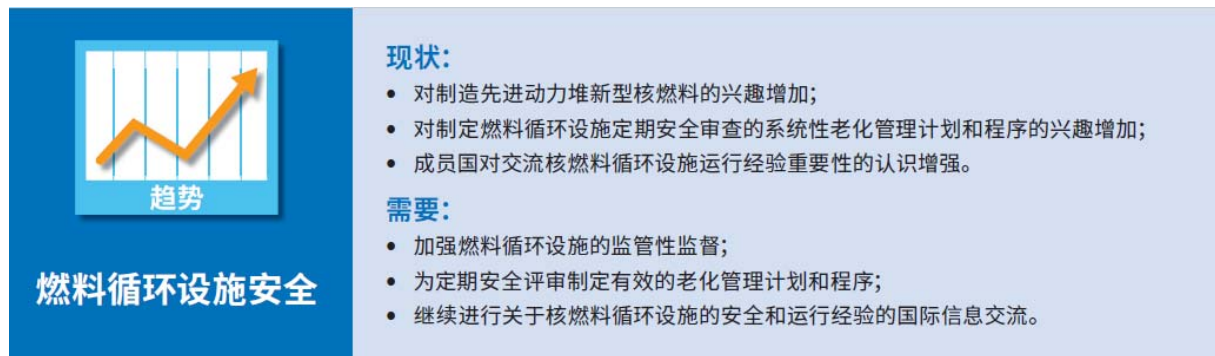 趋势
燃料循环设施安全
现状：
• 对制造先进动力堆新型核燃料的兴趣增加；
• 对制定燃料循环设施定期安全审查的系统性老化管理计划和程序的兴趣增加；
• 成员国对交流核燃料循环设施运行经验重要性的认识增强。
需要：
• 加强燃料循环设施的监管性监督；
• 为定期安全评审制定有效的老化管理计划和程序；
• 继续进行关于核燃料循环设施的安全和运行经验的国际信息交流。